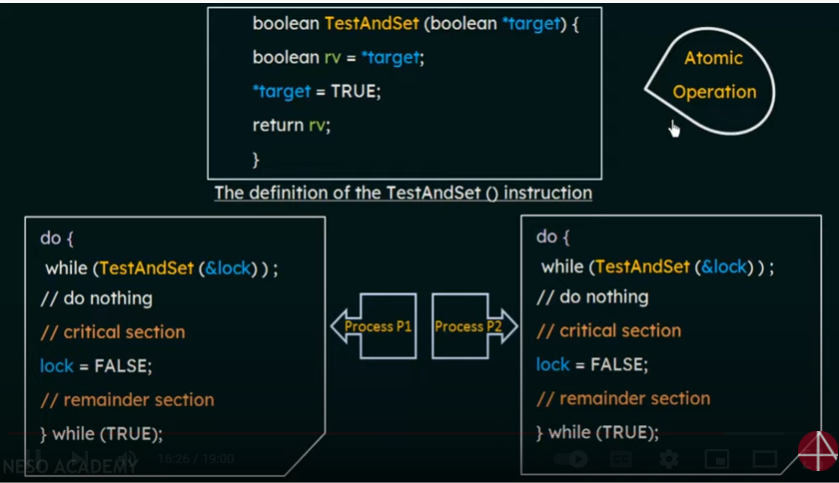 boolean TestAndSet (boolean *target) {
boolean rv = *target;
*target = TRUE;
return rv;
}
Atomic
Operation
The definition of the TestAndSet () instruction
do {
while (TestAndSet (&lock) ) ;
// do nothing
// critical section
lock = FALSE;
// remainder section
} while (TRUE);
Process P1
Process P2
do {
while (TestAndSet (&lock) ) ;
// do nothing
// critical section
lock = FALSE;
// remainder section
} while (TRUE);
NESO ACADEMY
16:26 / 19:00
CC